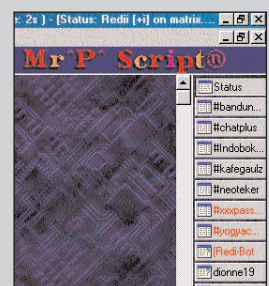 : 2s ) - [Status: Redii [+i] on matrix....
Mr^P^ Script®
Status
#bandun...
#chatplus
#Indobok...
#kafegaulz
#neoteker
#xxxpass...
#yogyac...
[Redi-Bot
dionne19